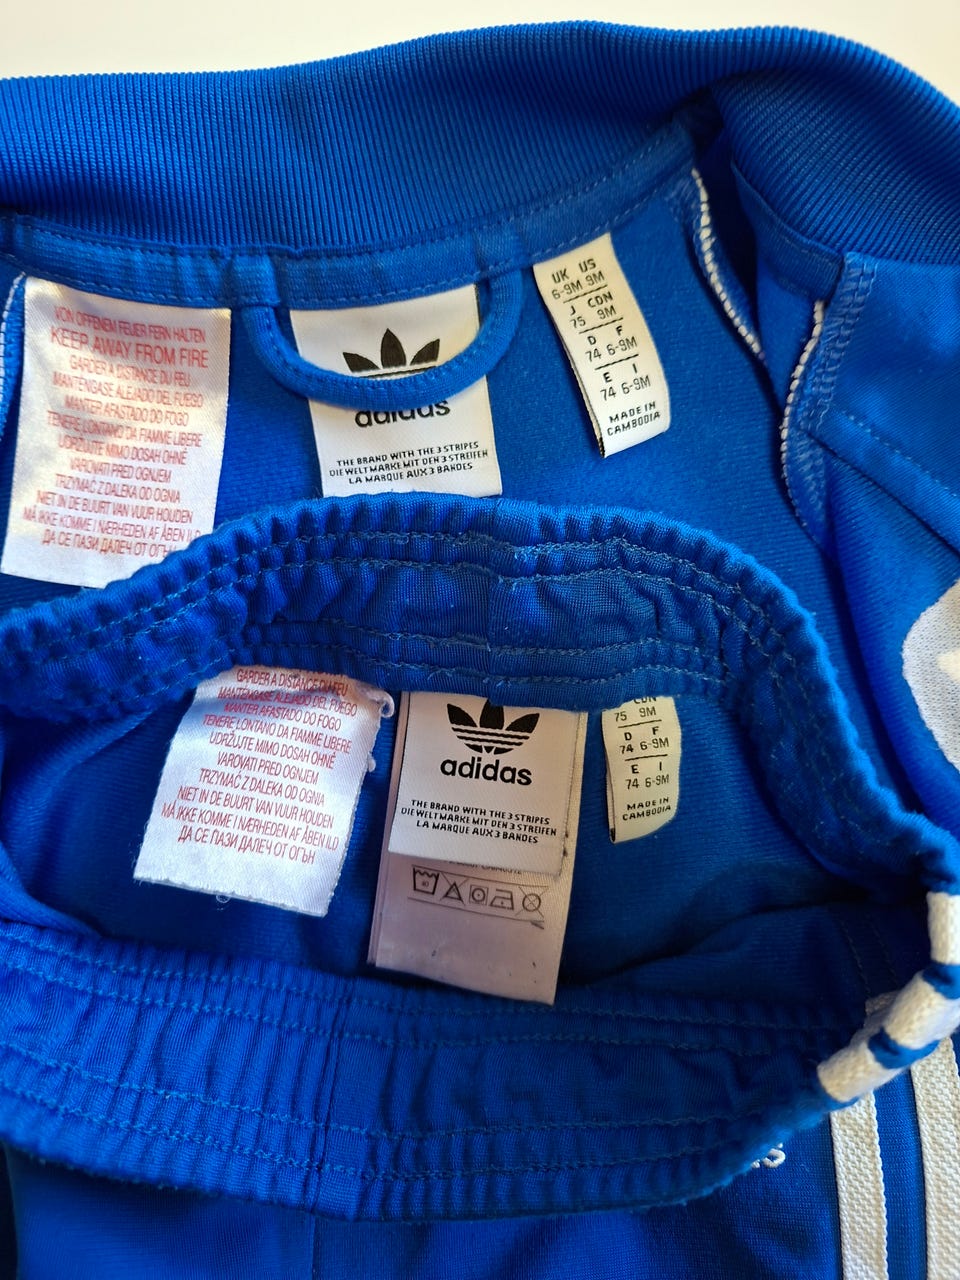 VON OFFENEM FEUER FERN HALTEN
KEEP AWAY FROM FIRE
GARDER A DISTANCE DU FEU
MANTÉNGASE ALEJADO DEL FUEGO
MANTER AFASTADO DO FOGO
TENERE LONTANO DA FIAMME LIBERE
UDRŽUJTE MIMO DOSAH OHNĚ
VAROVATI PRED OGNJEM
TRZYMAĆ Z DALEKA OD OGNIA
NIET IN DE BUURT VAN VUUR HOUDEN
MÅ IKKE KOMME I NÆRHEDEN AF ÅBEN ILD
ДА СЕ ПАЗИ ДАЛЕЧ ОТ ОГЪН
adidas
THE BRAND WITH THE 3 STRIPES
DIE WELTMARKE MIT DEN 3 STREIFEN
LA MARQUE AUX 3 BANDES
UK US
6-9M 9M
J CDN
75 9M
D F
74 6-9M
E I
74 6-9M
MADE IN
CAMBODIA
GARDER A DISTANCE DU FEU
MANTÉNGASE ALEJADO DEL FUEGO
MANTER AFASTADO DO FOGO
TENERE LONTANO DA FIAMME LIBERE
UDRŽUJTE MIMO DOSAH OHNĚ
VAROVATI PRED OGNJEM
TRZYMAĆ Z DALEKA OD OGNIA
NIET IN DE BUURT VAN VUUR HOUDEN
MÅ IKKE KOMME I NÆRHEDEN AF ÅBEN ILD
ДА СЕ ПАЗИ ДАЛЕЧ ОТ ОГЪН
adidas
THE BRAND WITH THE 3 STRIPES
DIE WELTMARKE MIT DEN 3 STREIFEN
LA MARQUE AUX 3 BANDES
40
CDN
75 9M
D F
74 6-9M
E I
74 6-9M
MADE IN
CAMBODIA